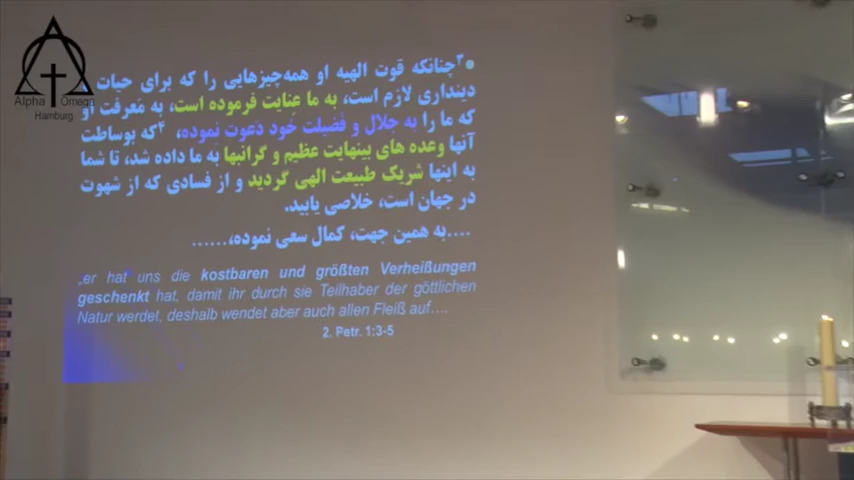 Alpha Omega
Hamburg
۳چنانکه قوت الهیه او همه‌چیزهایی را که برای حیات و
دینداری لازم است، به ما عنایت فرموده است، به معرفت او
که ما را به جلال و فضیلت خود دعوت نموده، ۴که بوساطت
آنها وعده های بینهایت عظیم و گرانبها به ما داده شد، تا شما
به اینها شریک طبیعت الهی گردید و از فسادی که از شهوت
در جهان است، خلاصی یابید.
....به همین جهت، کمال سعی نموده،......
„er hat uns die kostbaren und größten Verheißungen
geschenkt hat, damit ihr durch sie Teilhaber der göttlichen
Natur werdet, deshalb wendet aber auch allen Fleiß auf….
2. Petr. 1:3-5